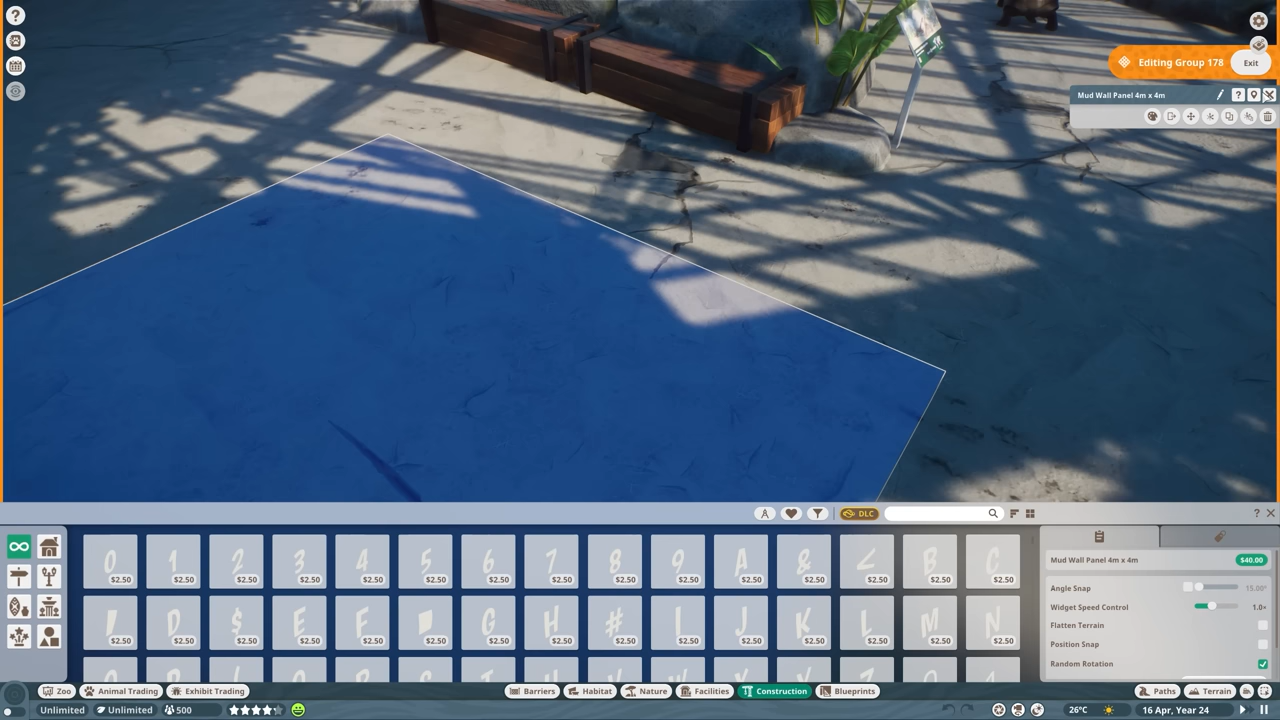 Editing Group 178
Exit
Mud Wall Panel 4m x 4m
DLC
0 $2.50
1 $2.50
2 $2.50
3 $2.50
4 $2.50
5 $2.50
6 $2.50
7 $2.50
8 $2.50
9 $2.50
A $2.50
& $2.50
$2.50
B $2.50
C $2.50
$2.50
D $2.50
$ $2.50
E $2.50
F $2.50
$2.50
G $2.50
H $2.50
# $2.50
I $2.50
J $2.50
K $2.50
L $2.50
M $2.50
N $2.50
Mud Wall Panel 4m x 4m
$40.00
Angle Snap
15.00°
Widget Speed Control
1.0×
Flatten Terrain
Position Snap
Random Rotation
Zoo
Animal Trading
Exhibit Trading
Barriers
Habitat
Nature
Facilities
Construction
Blueprints
Paths
Terrain
Unlimited
Unlimited
500
26°C
16 Apr, Year 24